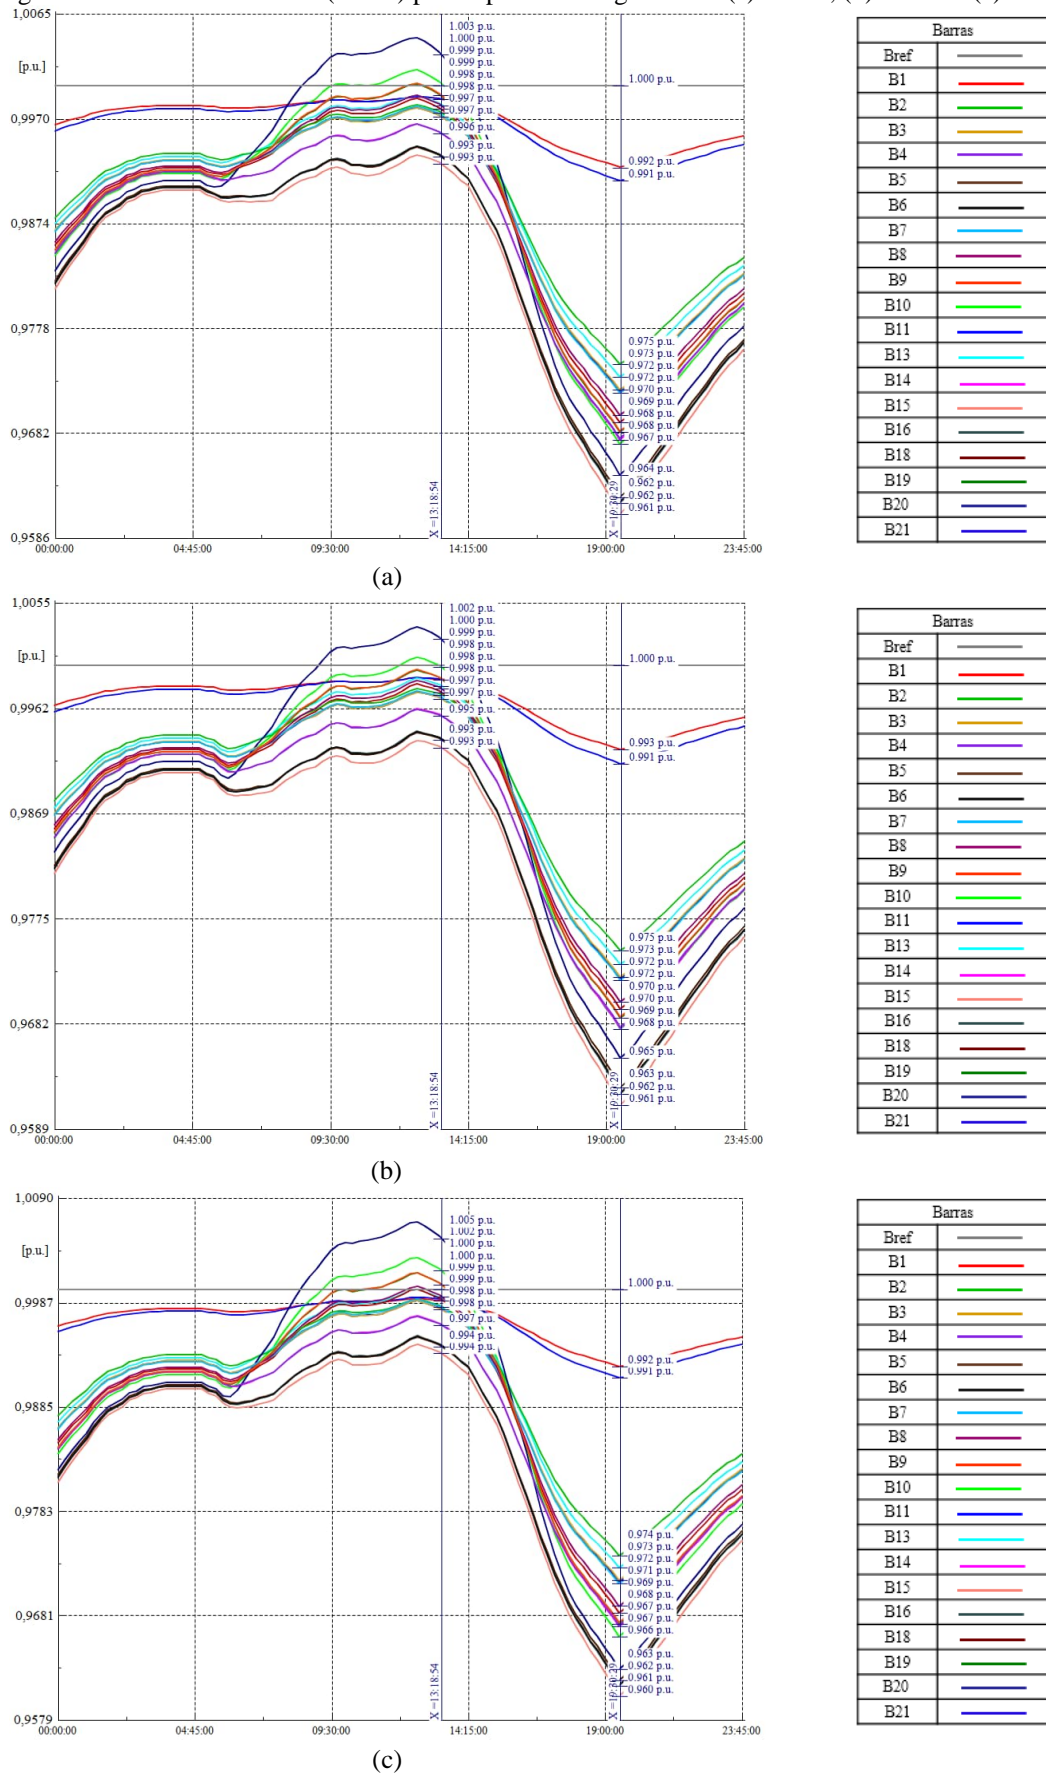 1,0065
[p.u.]
0,9970
0,9874
0,9778
0,9682
0,9586
00:00:00 04:45:00 09:30:00 14:15:00 19:00:00 23:45:00
1.003 p.u.
1.000 p.u.
0.999 p.u.
0.999 p.u.
0.998 p.u.
0.998 p.u.
0.997 p.u.
0.997 p.u.
0.996 p.u.
0.993 p.u.
0.993 p.u.
X =13:18:54
1.000 p.u.
0.992 p.u.
0.991 p.u.
0.975 p.u.
0.973 p.u.
0.972 p.u.
0.972 p.u.
0.970 p.u.
0.969 p.u.
0.968 p.u.
0.968 p.u.
0.967 p.u.
0.964 p.u.
0.962 p.u.
0.962 p.u.
0.961 p.u.
X =19:30:29
Barras
Bref
B1
B2
B3
B4
B5
B6
B7
B8
B9
B10
B11
B13
B14
B15
B16
B18
B19
B20
B21
(a)
1,0055
[p.u.]
0,9962
0,9869
0,9775
0,9682
0,9589
00:00:00 04:45:00 09:30:00 14:15:00 19:00:00 23:45:00
1.002 p.u.
1.000 p.u.
0.999 p.u.
0.998 p.u.
0.998 p.u.
0.998 p.u.
0.997 p.u.
0.997 p.u.
0.995 p.u.
0.993 p.u.
0.993 p.u.
X =13:18:54
1.000 p.u.
0.993 p.u.
0.991 p.u.
0.975 p.u.
0.973 p.u.
0.972 p.u.
0.972 p.u.
0.970 p.u.
0.970 p.u.
0.969 p.u.
0.968 p.u.
0.965 p.u.
0.963 p.u.
0.962 p.u.
0.961 p.u.
X =19:30:29
Barras
Bref
B1
B2
B3
B4
B5
B6
B7
B8
B9
B10
B11
B13
B14
B15
B16
B18
B19
B20
B21
(b)
1,0090
[p.u.]
0,9987
0,9885
0,9783
0,9681
0,9579
00:00:00 04:45:00 09:30:00 14:15:00 19:00:00 23:45:00
1.005 p.u.
1.002 p.u.
1.000 p.u.
1.000 p.u.
0.999 p.u.
0.999 p.u.
0.998 p.u.
0.998 p.u.
0.997 p.u.
0.994 p.u.
0.994 p.u.
X =13:18:54
1.000 p.u.
0.992 p.u.
0.991 p.u.
0.974 p.u.
0.973 p.u.
0.972 p.u.
0.971 p.u.
0.969 p.u.
0.968 p.u.
0.967 p.u.
0.967 p.u.
0.966 p.u.
0.963 p.u.
0.962 p.u.
0.961 p.u.
0.960 p.u.
X =19:30:29
Barras
Bref
B1
B2
B3
B4
B5
B6
B7
B8
B9
B10
B11
B13
B14
B15
B16
B18
B19
B20
B21
(c)